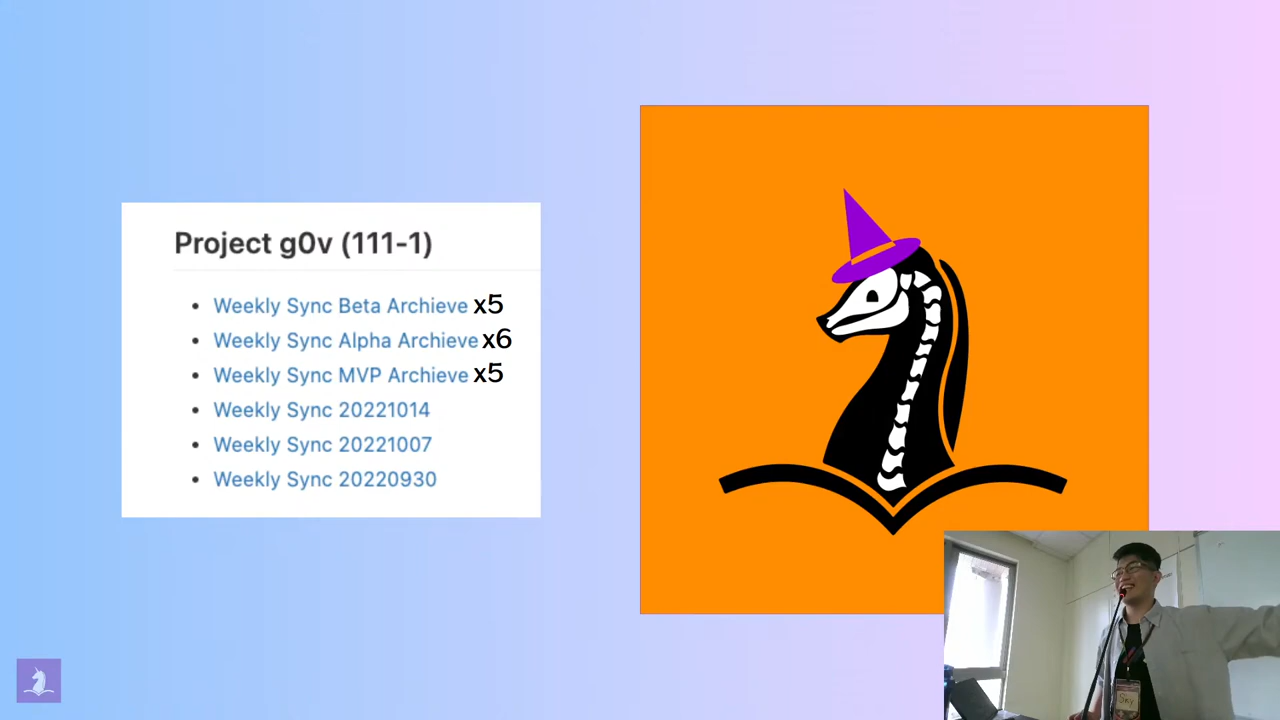 Project g0v (111-1)
Weekly Sync Beta Archieve x5
Weekly Sync Alpha Archieve x6
Weekly Sync MVP Archieve x5
Weekly Sync 20221014
Weekly Sync 20221007
Weekly Sync 20220930